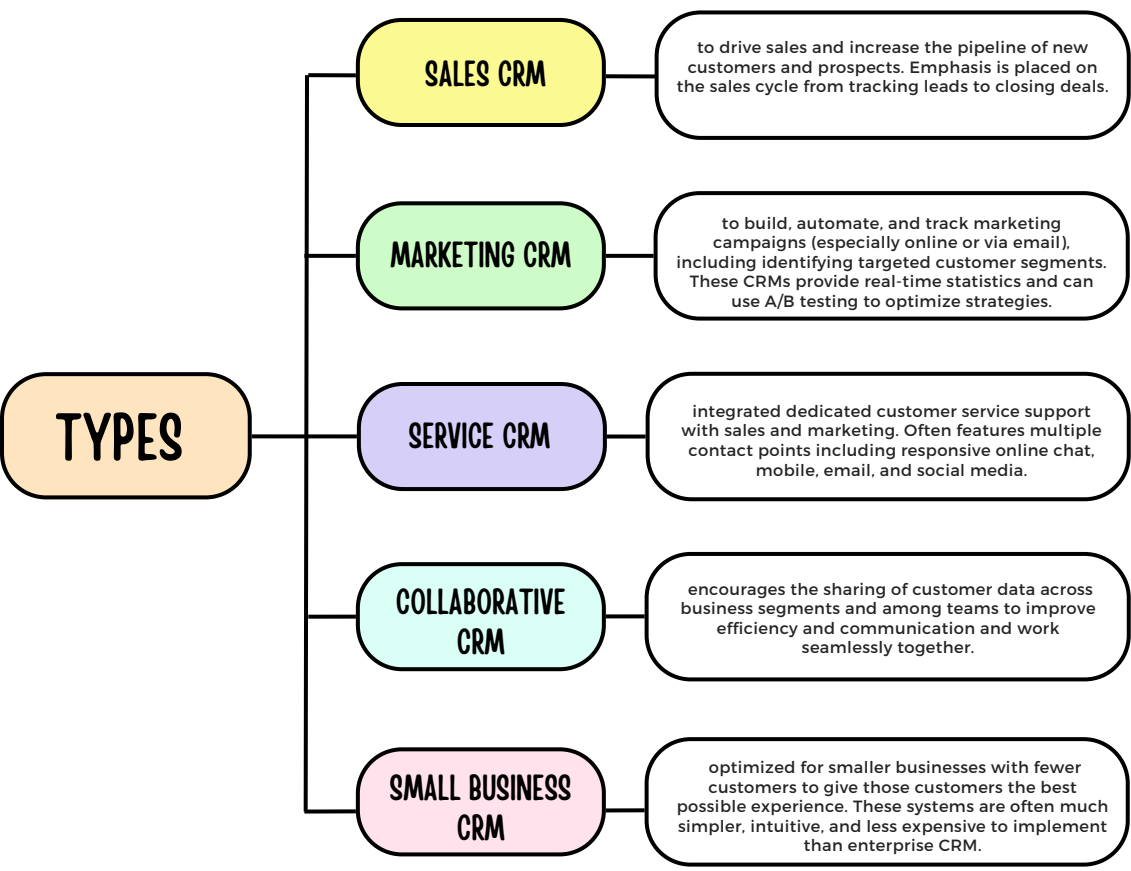 TYPES
SALES CRM
to drive sales and increase the pipeline of new
customers and prospects. Emphasis is placed on
the sales cycle from tracking leads to closing deals.
MARKETING CRM
to build, automate, and track marketing
campaigns (especially online or via email),
including identifying targeted customer segments.
These CRMs provide real-time statistics and can
use A/B testing to optimize strategies.
SERVICE CRM
integrated dedicated customer service support
with sales and marketing. Often features multiple
contact points including responsive online chat,
mobile, email, and social media.
COLLABORATIVE
CRM
encourages the sharing of customer data across
business segments and among teams to improve
efficiency and communication and work
seamlessly together.
SMALL BUSINESS
CRM
optimized for smaller businesses with fewer
customers to give those customers the best
possible experience. These systems are often much
simpler, intuitive, and less expensive to implement
than enterprise CRM.